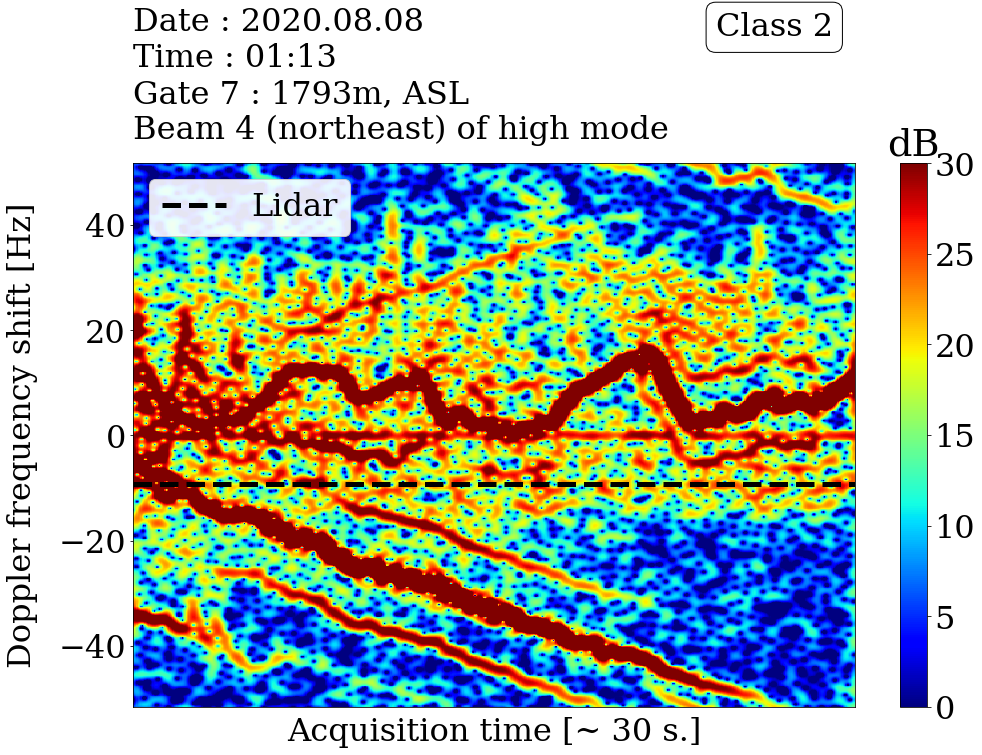 Date : 2020.08.08
Time : 01:13
Gate 7 : 1793m, ASL
Beam 4 (northeast) of high mode
Class 2
dB
Lidar
Doppler frequency shift [Hz]
40
20
0
−20
−40
30
25
20
15
10
5
0
Acquisition time [~ 30 s.]